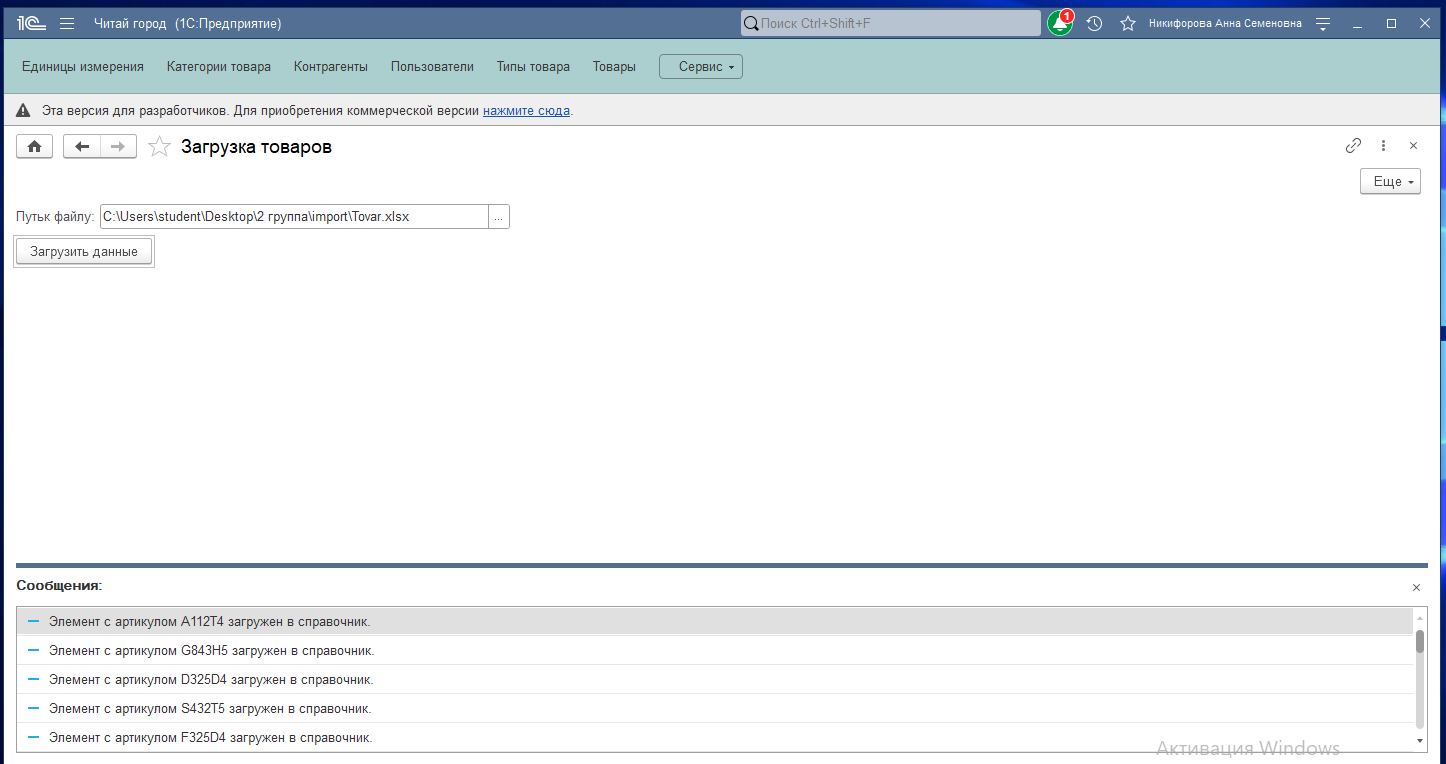 1С Читай город (1С:Предприятие) Поиск Ctrl+Shift+F 1 Никифорова Анна Семеновна
Единицы измерения Категории товара Контрагенты Пользователи Типы товара Товары Сервис
Эта версия для разработчиков. Для приобретения коммерческой версии нажмите сюда.
Загрузка товаров
Еще
Путьк файлу: C:\Users\student\Desktop\2 группа\import\Tovar.xlsx ...
Загрузить данные
Сообщения:
Элемент с артикулом A112T4 загружен в справочник.
Элемент с артикулом G843H5 загружен в справочник.
Элемент с артикулом D325D4 загружен в справочник.
Элемент с артикулом S432T5 загружен в справочник.
Элемент с артикулом F325D4 загружен в справочник.
Активация Windows